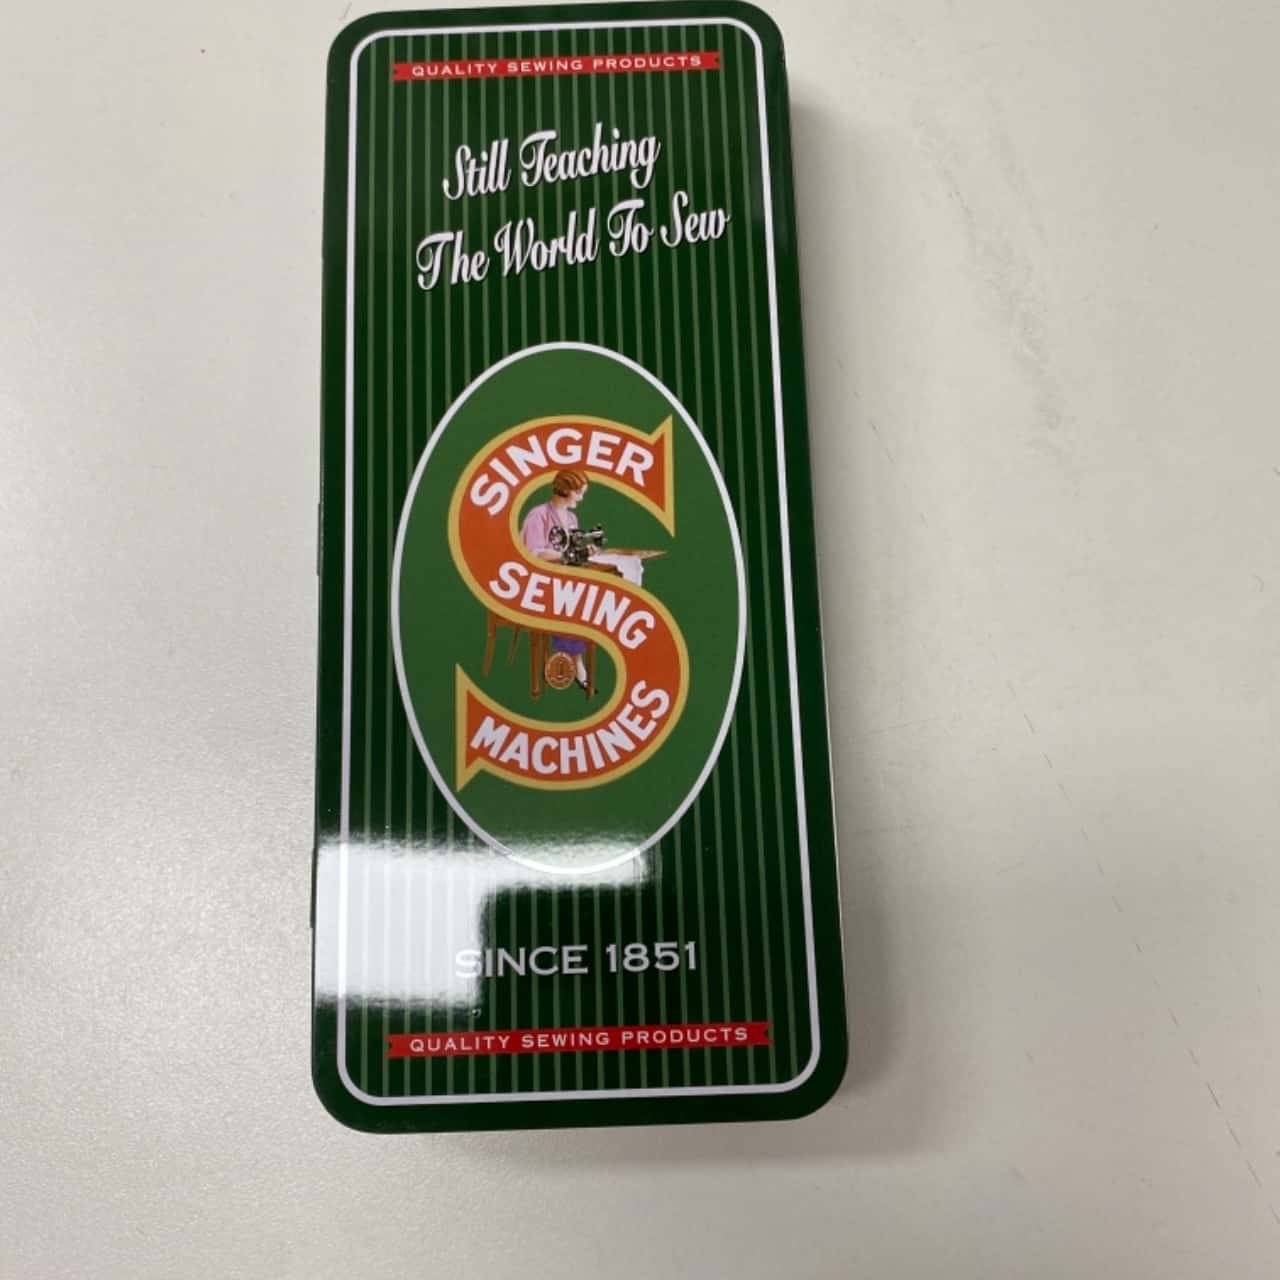 QUALITY SEWING PRODUCTS
Still Teaching
The World To Sew
SINGER
SEWING
MACHINES
SINCE 1851
QUALITY SEWING PRODUCTS